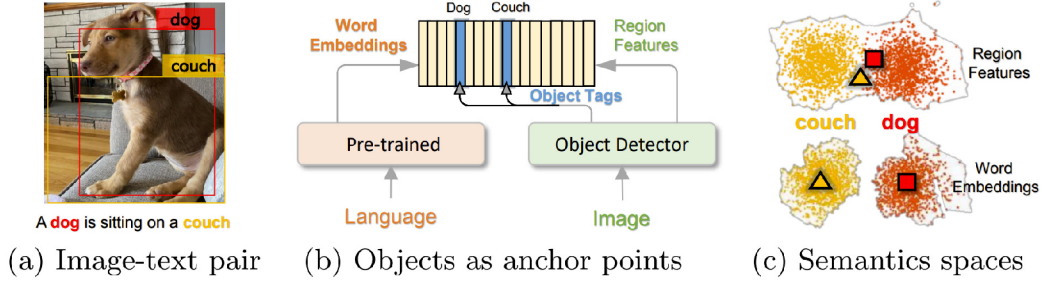 dog
couch
A dog is sitting on a couch
(a) Image-text pair
Dog
Couch
Word
Embeddings
Region
Features
Object Tags
Pre-trained
Object Detector
Language
Image
(b) Objects as anchor points
Region
Features
couch
dog
Word
Embeddings
(c) Semantics spaces